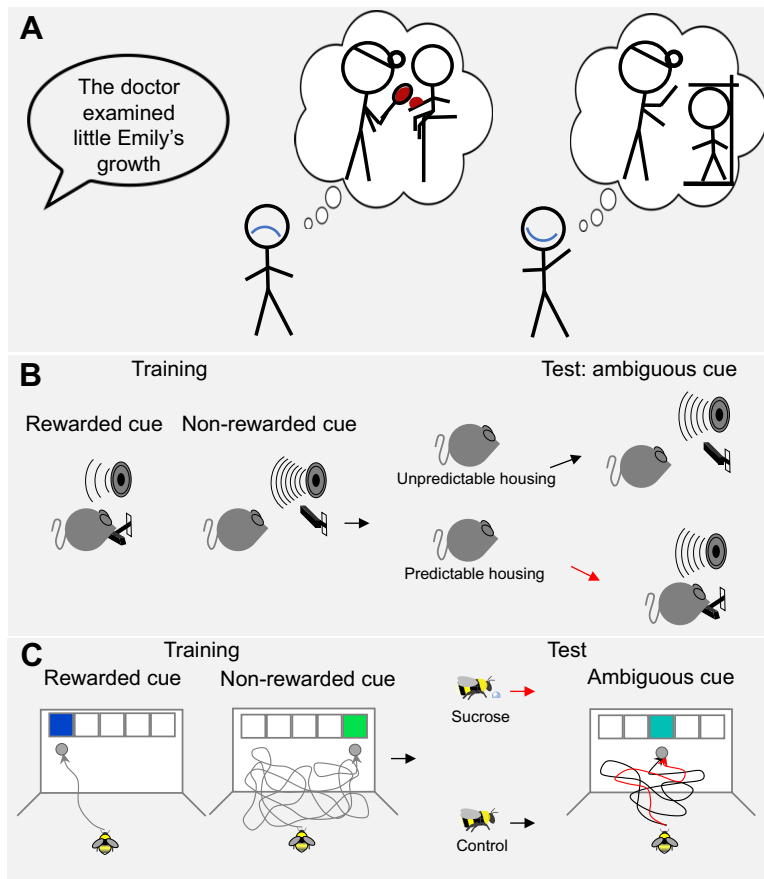 A
The doctor
examined
little Emily's
growth
B
Training
Test: ambiguous cue
Rewarded cue
Non-rewarded cue
Unpredictable housing
Predictable housing
C
Training
Test
Rewarded cue
Non-rewarded cue
Ambiguous cue
Sucrose
Control